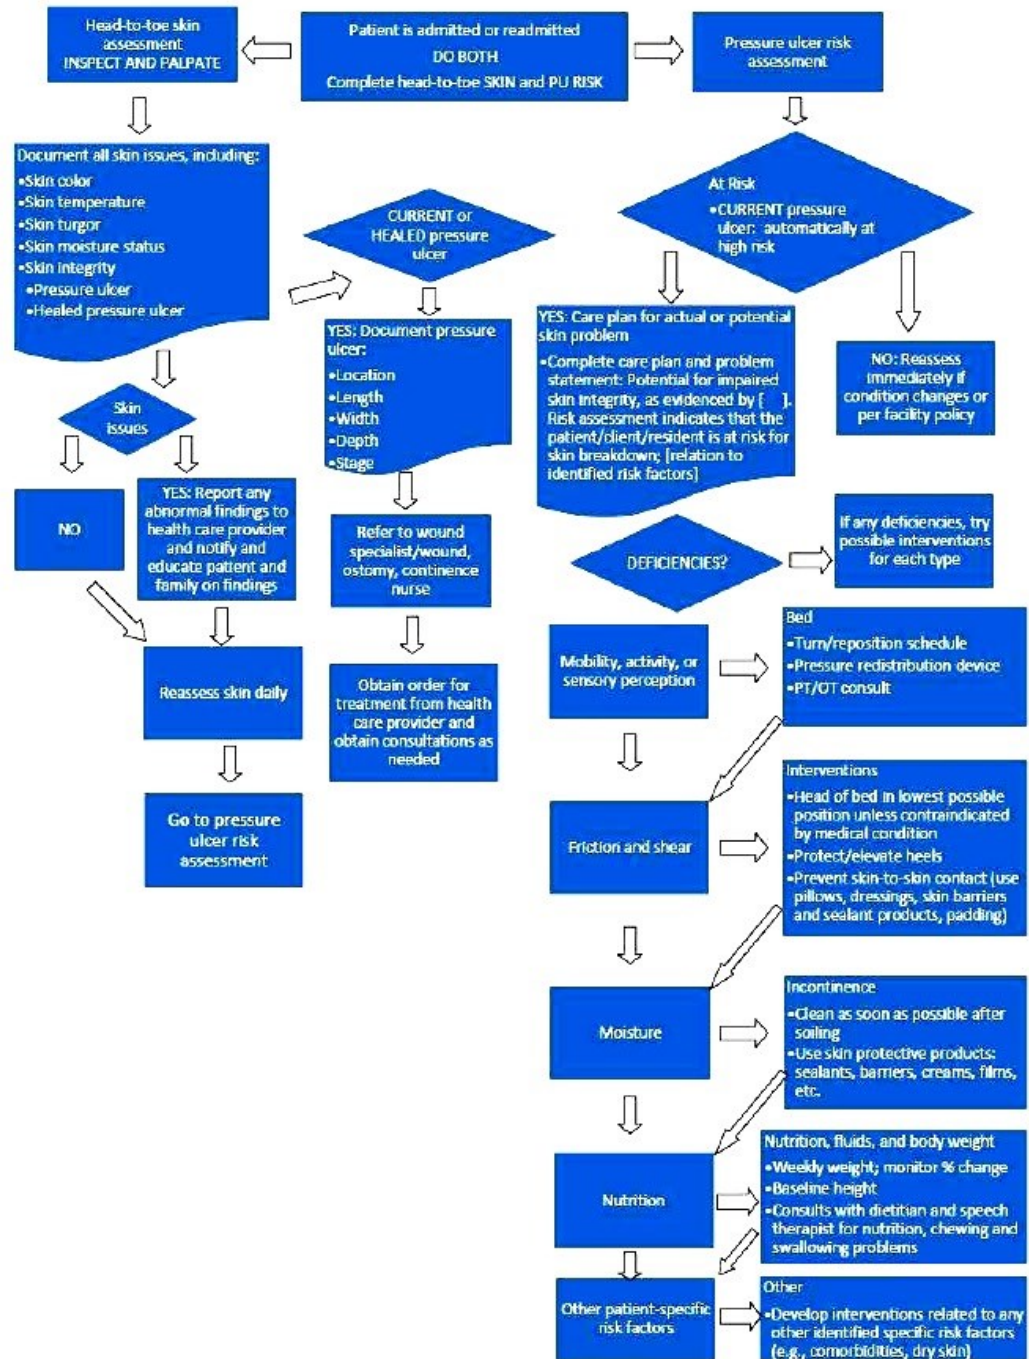 Head-to-toe skin
assessment
INSPECT AND PALPATE
Patient is admitted or readmitted
DO BOTH
Complete head-to-toe SKIN and PU RISK
Pressure ulcer risk
assessment
Document all skin issues, including:
•Skin color
•Skin temperature
•Skin turgor
•Skin moisture status
•Skin integrity
•Pressure ulcer
•Healed pressure ulcer
CURRENT or
HEALED pressure
ulcer
At Risk
•CURRENT pressure
ulcer: automatically at
high risk
YES: Document pressure
ulcer:
•Location
•Length
•Width
•Depth
•Stage
YES: Care plan for actual or potential
skin problem
•Complete care plan and problem
statement: Potential for impaired
skin integrity, as evidenced by [ ].
Risk assessment indicates that the
patient/client/resident is at risk for
skin breakdown; [relation to
identified risk factors]
NO: Reassess
immediately if
condition changes or
per facility policy
Skin
issues
NO
YES: Report any
abnormal findings to
health care provider
and notify and
educate patient and
family on findings
Refer to wound
specialist/wound,
ostomy, continence
nurse
DEFICIENCIES?
If any deficiencies, try
possible interventions
for each type
Reassess skin daily
Obtain order for
treatment from health
care provider and
obtain consultations as
needed
Mobility, activity, or
sensory perception
Bed
•Turn/reposition schedule
•Pressure redistribution device
•PT/OT consult
Go to pressure
ulcer risk
assessment
Friction and shear
Interventions
•Head of bed in lowest possible
position unless contraindicated
by medical condition
•Protect/elevate heels
•Prevent skin-to-skin contact (use
pillows, dressings, skin barriers
and sealant products, padding)
Moisture
Incontinence
•Clean as soon as possible after
soiling
•Use skin protective products:
sealants, barriers, creams, films,
etc.
Nutrition
Nutrition, fluids, and body weight
•Weekly weight; monitor % change
•Baseline height
•Consults with dietitian and speech
therapist for nutrition, chewing and
swallowing problems
Other patient-specific
risk factors
Other
•Develop interventions related to any
other identified specific risk factors
(e.g., comorbidities, dry skin)